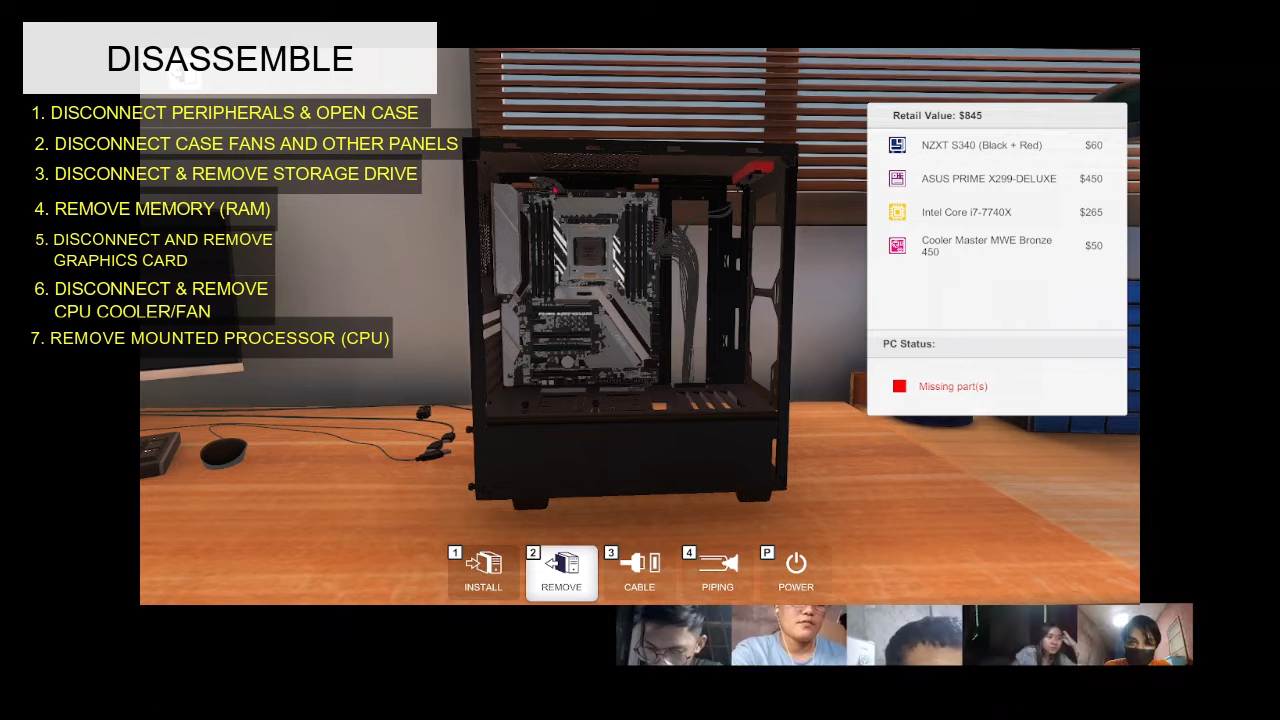 DISASSEMBLE
1. DISCONNECT PERIPHERALS & OPEN CASE
2. DISCONNECT CASE FANS AND OTHER PANELS
3. DISCONNECT & REMOVE STORAGE DRIVE
4. REMOVE MEMORY (RAM)
5. DISCONNECT AND REMOVE
GRAPHICS CARD
6. DISCONNECT & REMOVE
CPU COOLER/FAN
7. REMOVE MOUNTED PROCESSOR (CPU)
Retail Value: $845
NZXT S340 (Black + Red) $60
ASUS PRIME X299-DELUXE $450
Intel Core i7-7740X $265
Cooler Master MWE Bronze
450 $50
PC Status:
Missing part(s)
1 INSTALL
2 REMOVE
3 CABLE
4 PIPING
P POWER